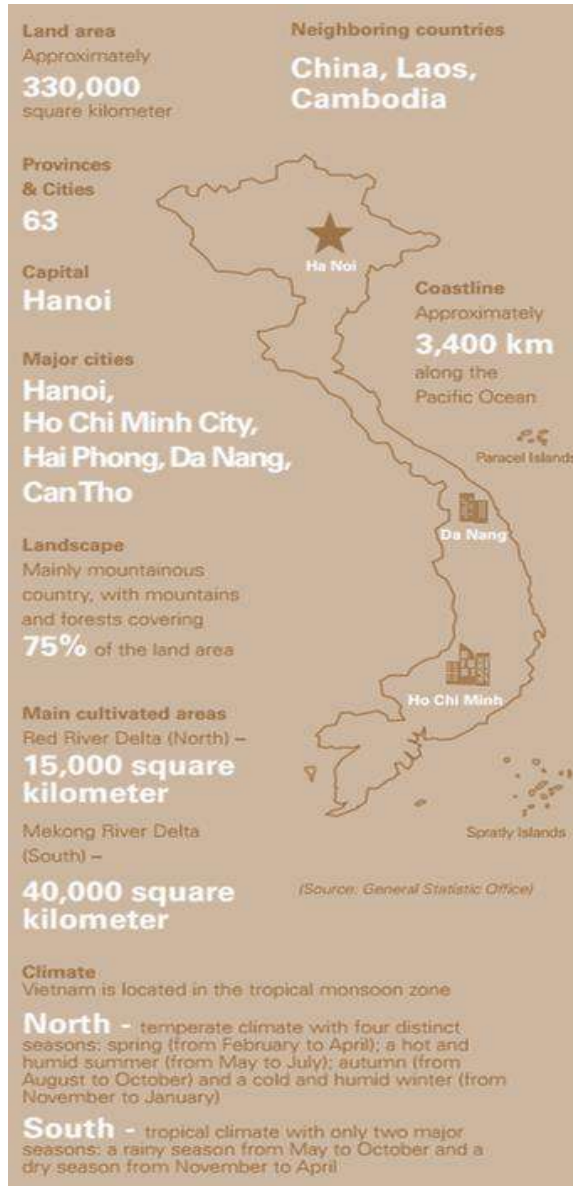 Land area
Approximately
330,000
square kilometer
Neighboring countries
China, Laos,
Cambodia
Provinces
& Cities
63
Capital
Hanoi
Major cities
Hanoi,
Ho Chi Minh City,
Hai Phong, Da Nang,
Can Tho
Landscape
Mainly mountainous
country, with mountains
and forests covering
75% of the land area
Main cultivated areas
Red River Delta (North) –
15,000 square
kilometer
Mekong River Delta
(South) –
40,000 square
kilometer
Ha Noi
Coastline
Approximately
3,400 km
along the
Pacific Ocean
Paracel Islands
Da Nang
Ho Chi Minh
Spratly Islands
(Source: General Statistic Office)
Climate
Vietnam is located in the tropical monsoon zone
North - temperate climate with four distinct
seasons: spring (from February to April); a hot and
humid summer (from May to July); autumn (from
August to October) and a cold and humid winter (from
November to January)
South - tropical climate with only two major
seasons: a rainy season from May to October and a
dry season from November to April